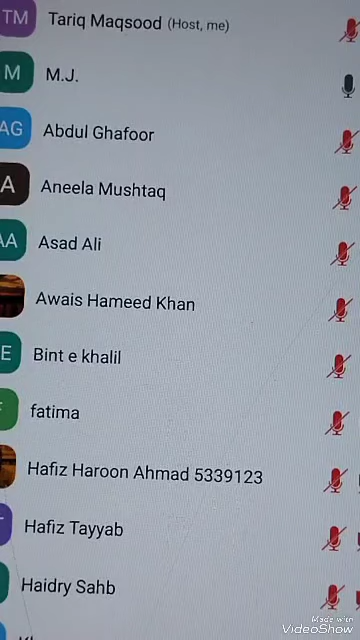 TM Tariq Maqsood (Host, me)
M M.J.
AG Abdul Ghafoor
A Aneela Mushtaq
AA Asad Ali
Awais Hameed Khan
E Bint e khalil
fatima
Hafiz Haroon Ahmad 5339123
Hafiz Tayyab
Haidry Sahb
Made with
VideoShow